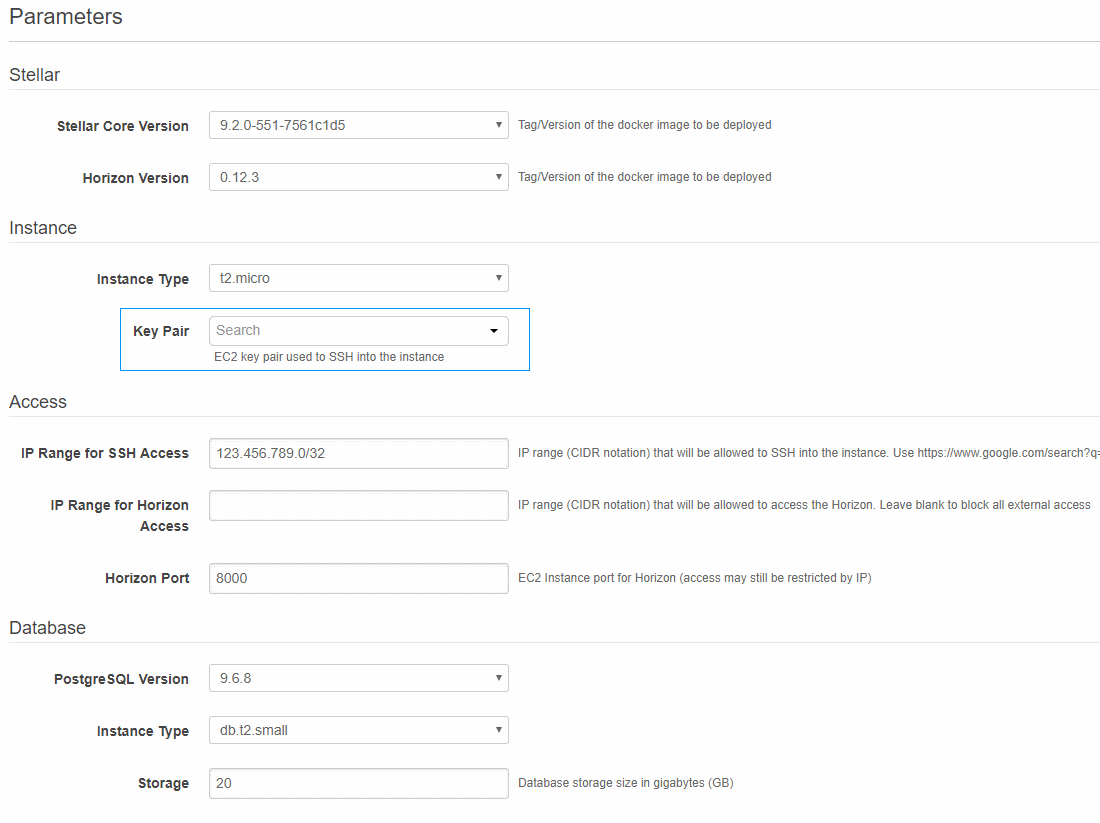 Parameters
Stellar
Stellar Core Version 9.2.0-551-7561c1d5 Tag/Version of the docker image to be deployed
Horizon Version 0.12.3 Tag/Version of the docker image to be deployed
Instance
Instance Type t2.micro
Key Pair Search
EC2 key pair used to SSH into the instance
Access
IP Range for SSH Access 123.456.789.0/32 IP range (CIDR notation) that will be allowed to SSH into the instance. Use https://www.google.com/search?q=
IP Range for Horizon IP range (CIDR notation) that will be allowed to access the Horizon. Leave blank to block all external access
Access
Horizon Port 8000 EC2 Instance port for Horizon (access may still be restricted by IP)
Database
PostgreSQL Version 9.6.8
Instance Type db.t2.small
Storage 20 Database storage size in gigabytes (GB)